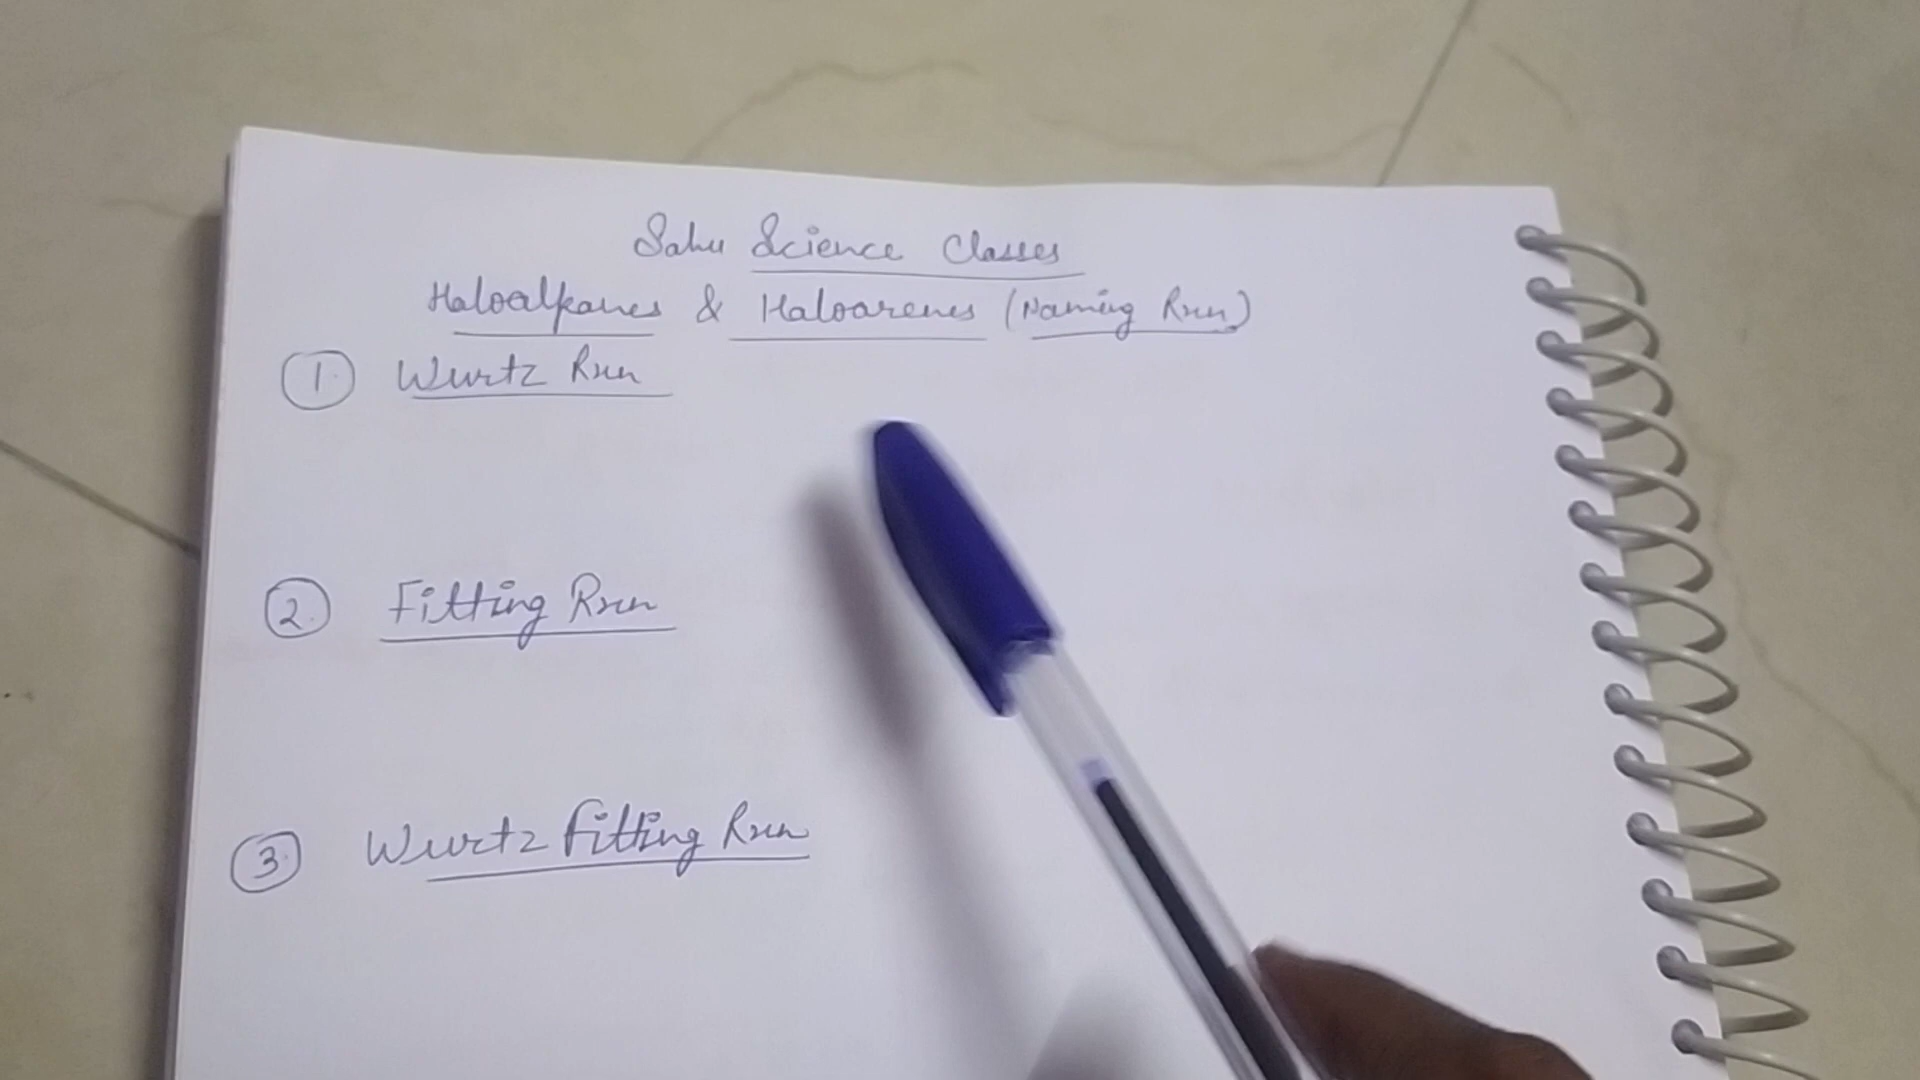 Sahu Science Classes
Haloalkanes & Haloarenes (Naming Rxn)
1. Wurtz Rxn
2. Fitting Rxn
3. Wurtz Fitting Rxn